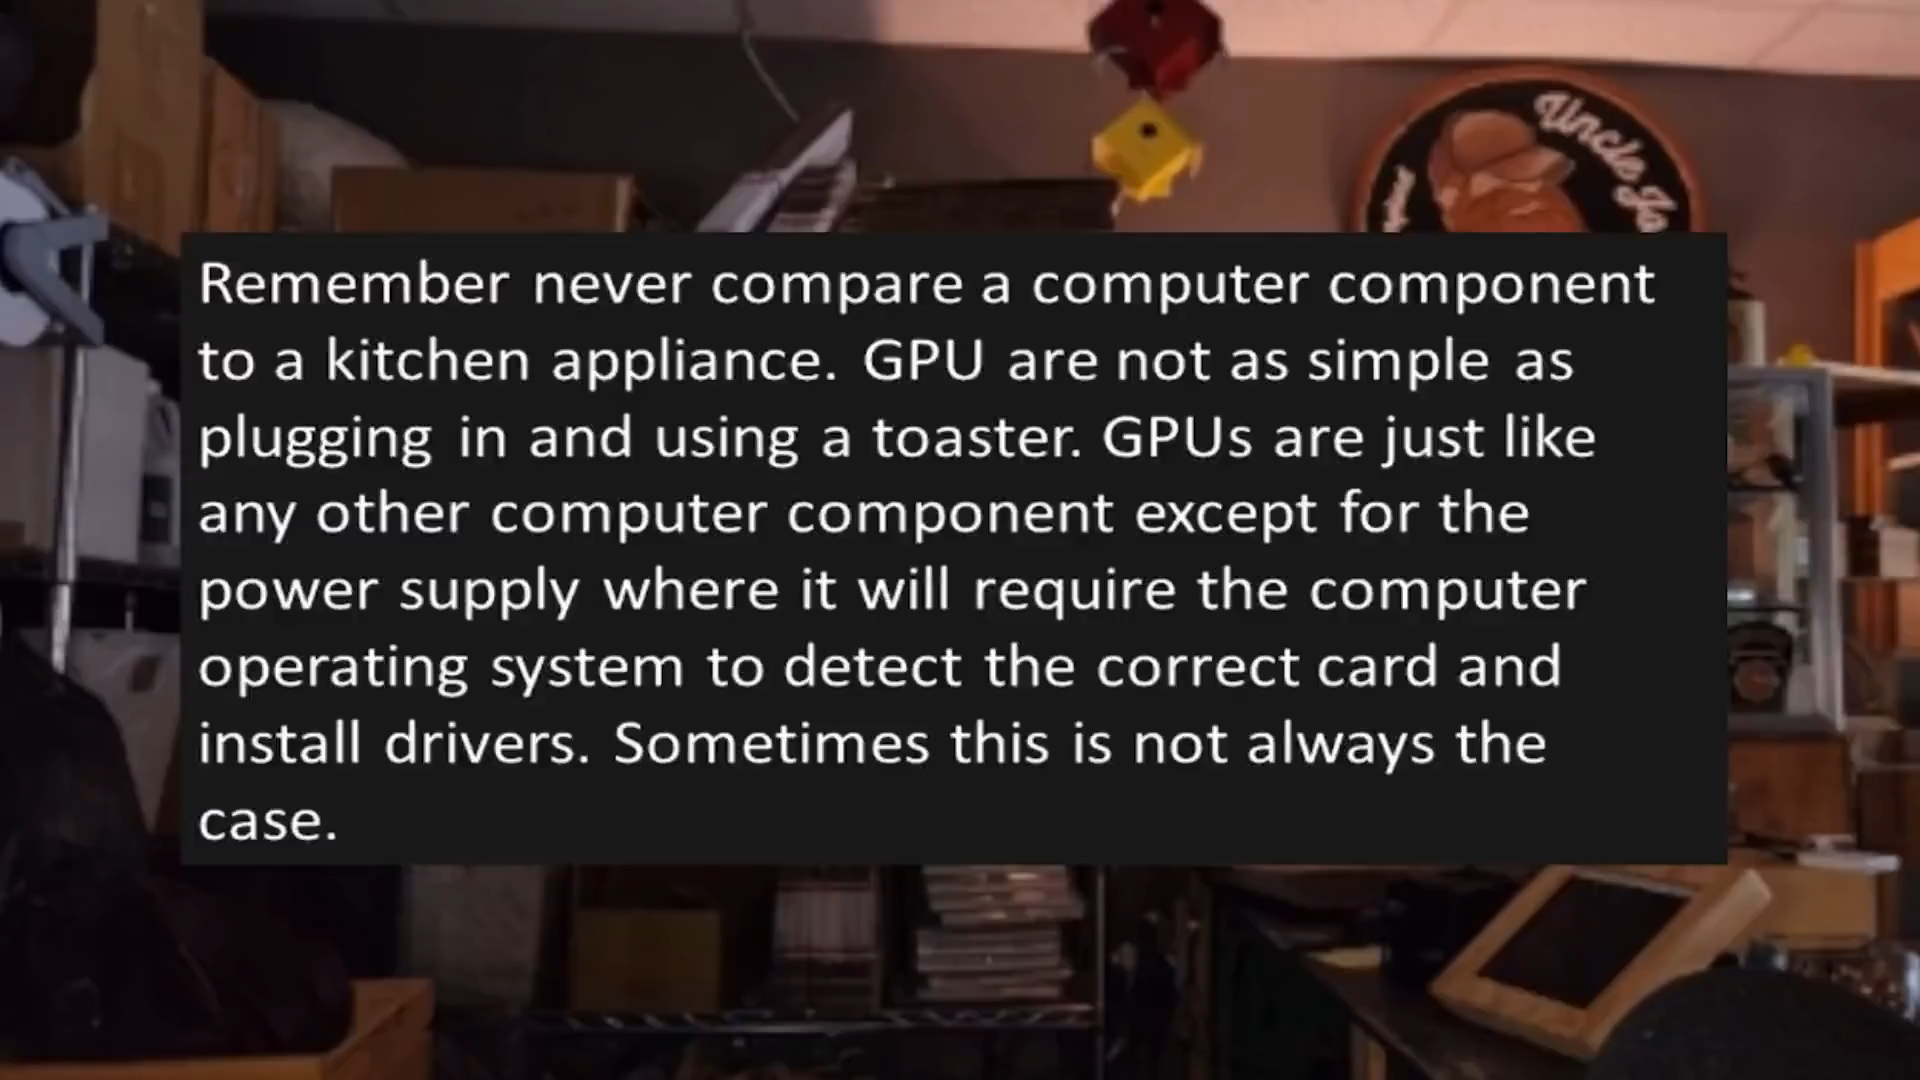 Uncle
Remember never compare a computer component
to a kitchen appliance. GPU are not as simple as
plugging in and using a toaster. GPUs are just like
any other computer component except for the
power supply where it will require the computer
operating system to detect the correct card and
install drivers. Sometimes this is not always the
case.